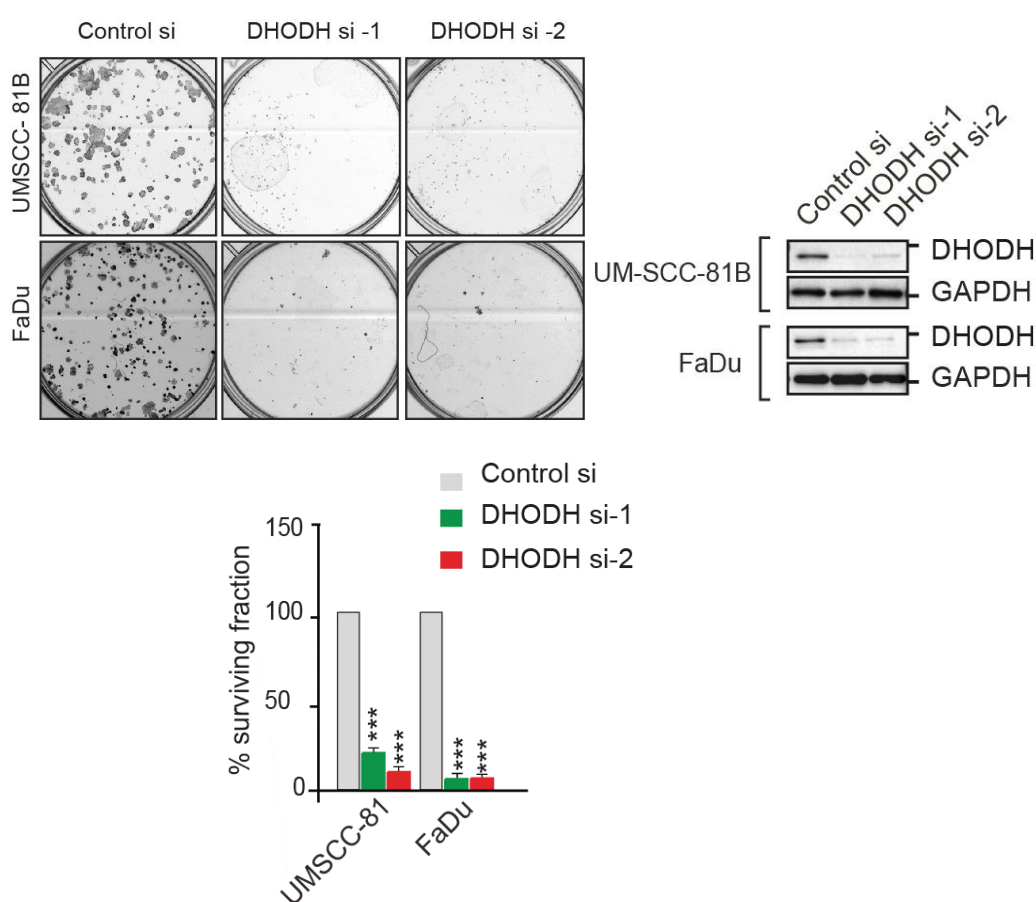 Control si DHODH si -1 DHODH si -2
UMSCC- 81B
FaDu
Control si
DHODH si-1
DHODH si-2
UM-SCC-81B
DHODH
GAPDH
FaDu
DHODH
GAPDH
Control si
DHODH si-1
DHODH si-2
% surviving fraction
150
100
50
0
***
***
***
***
UMSCC-81
FaDu